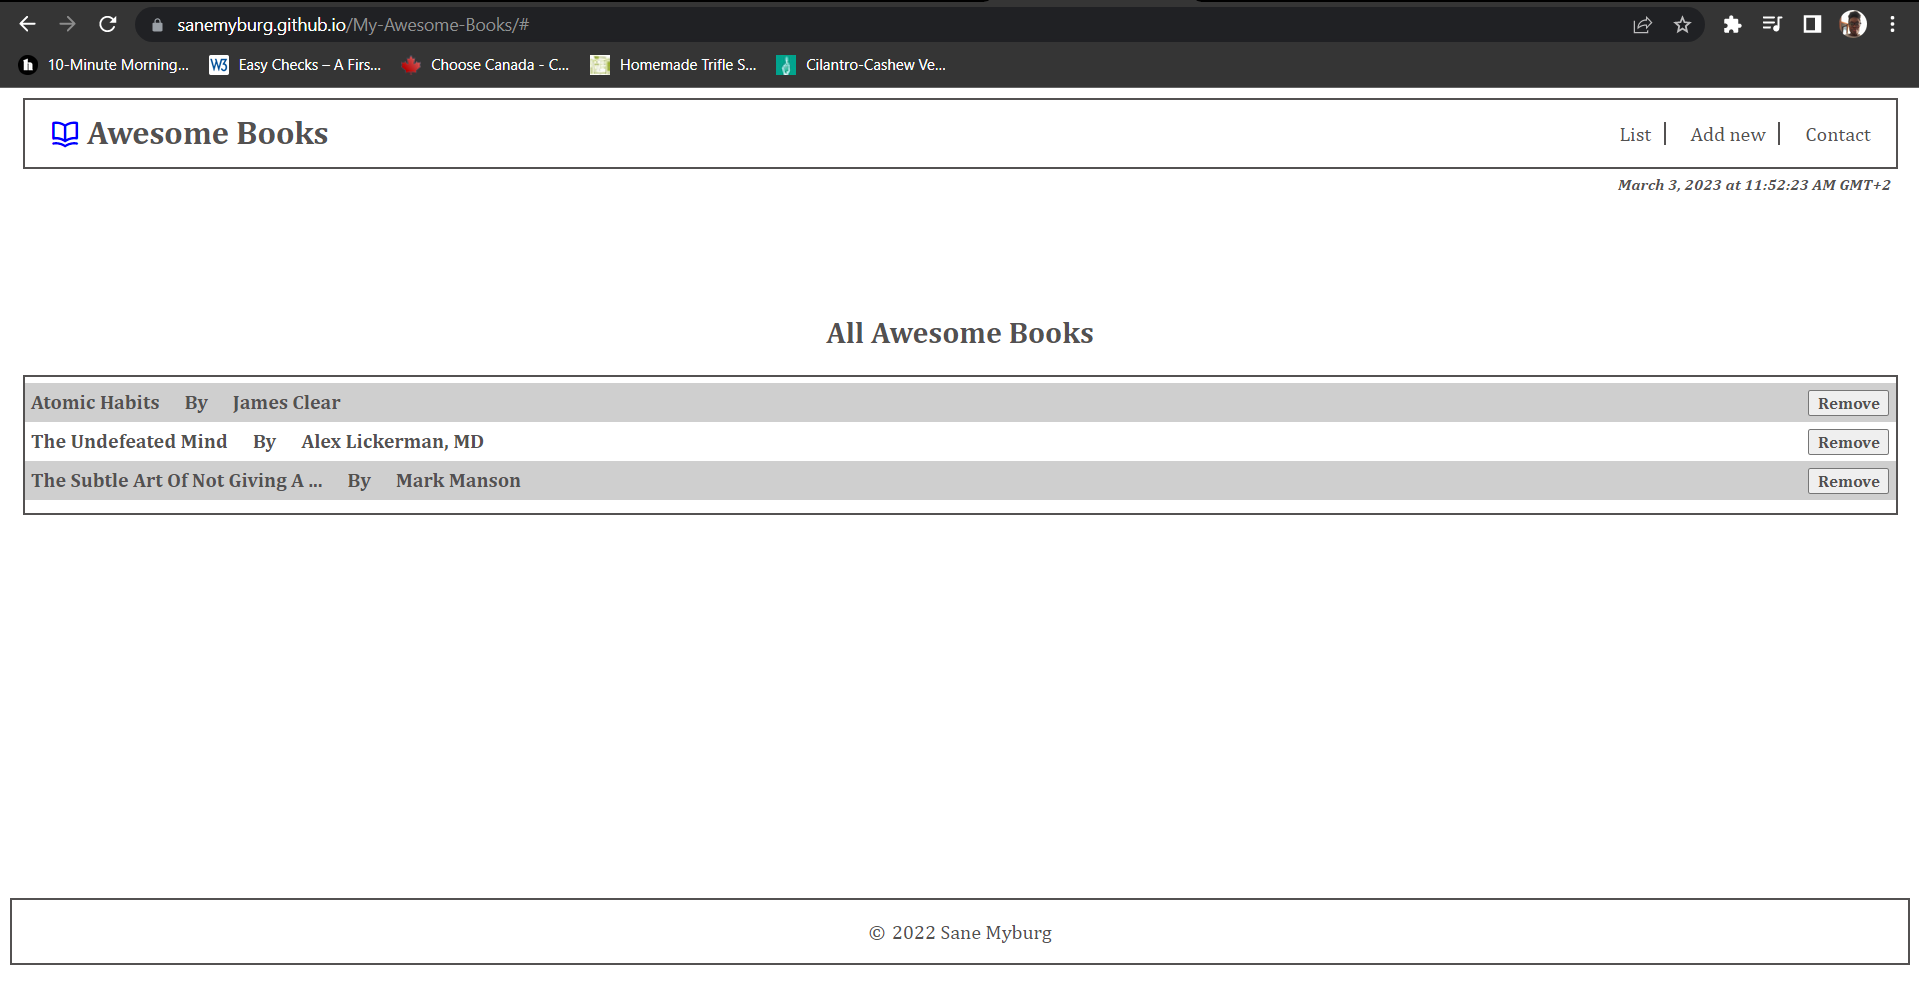 sanemyburg.github.io/My-Awesome-Books/#
10-Minute Morning... W3 Easy Checks – A Firs... Choose Canada - C... Homemade Trifle S... Cilantro-Cashew Ve...
Awesome Books List Add new Contact
March 3, 2023 at 11:52:23 AM GMT+2
All Awesome Books
Atomic Habits By James Clear Remove
The Undefeated Mind By Alex Lickerman, MD Remove
The Subtle Art Of Not Giving A ... By Mark Manson Remove
© 2022 Sane Myburg